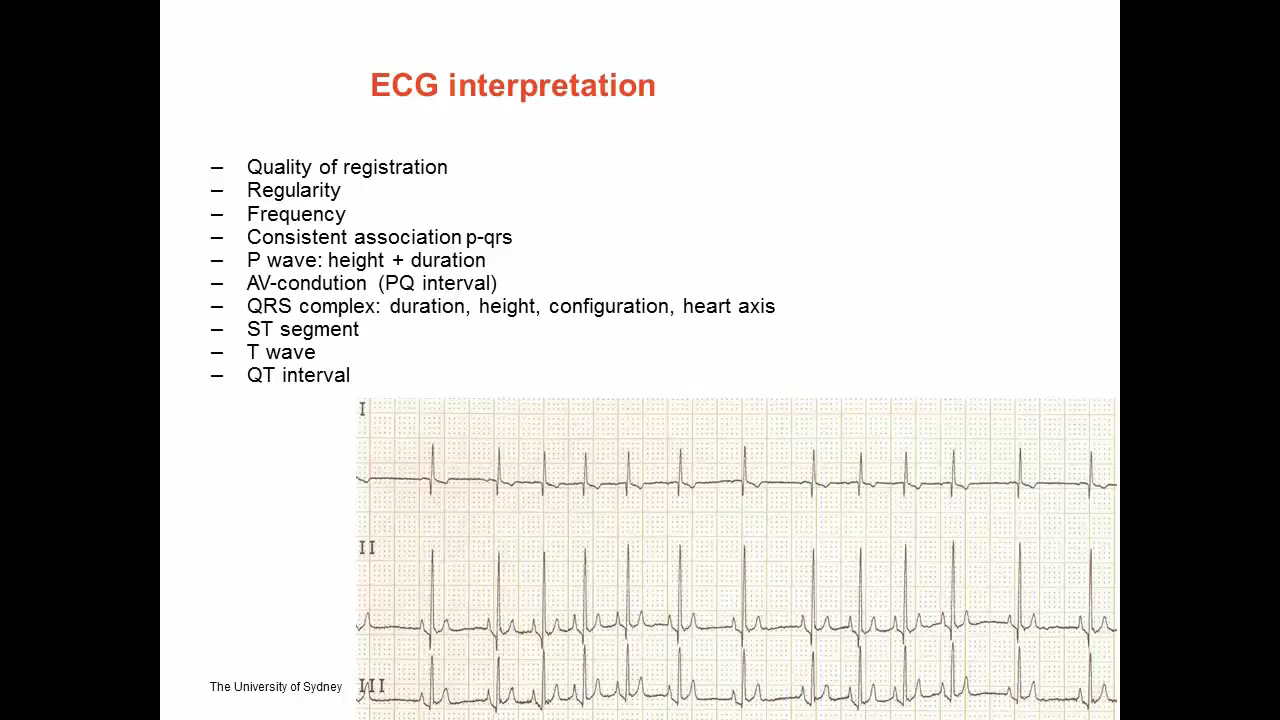 ECG interpretation
– Quality of registration
– Regularity
– Frequency
– Consistent association p-qrs
– P wave: height + duration
– AV-condution (PQ interval)
– QRS complex: duration, height, configuration, heart axis
– ST segment
– T wave
– QT interval
I
II
III
The University of Sydney